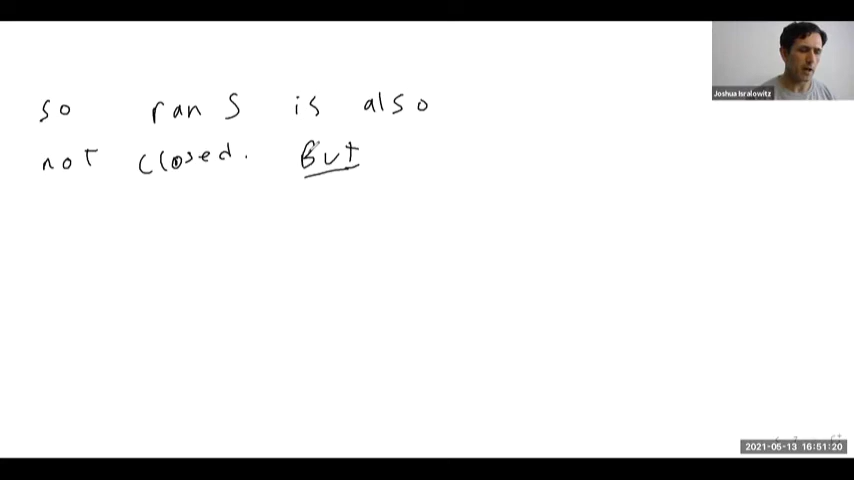 so ran S is also
not closed. But
Joshua Isralowitz
2021-05-13 16:51:20